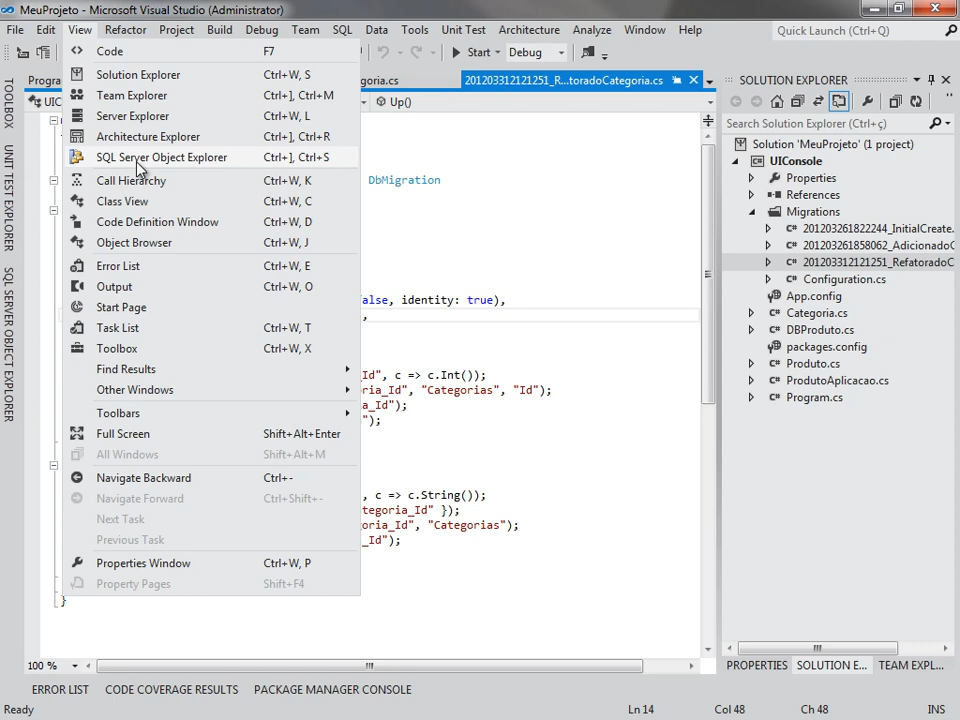 MeuProjeto - Microsoft Visual Studio (Administrator)
File Edit View Refactor Project Build Debug Team SQL Data Tools Unit Test Architecture Analyze Window Help Quick Launch (Ctrl+Q)
Start Debug
Progra
goria.cs
201203312121251_R...toradoCategoria.cs
UIC
Up()
Code F7
Solution Explorer Ctrl+W, S
Team Explorer Ctrl+], Ctrl+M
Server Explorer Ctrl+W, L
Architecture Explorer Ctrl+], Ctrl+R
SQL Server Object Explorer Ctrl+], Ctrl+S
Call Hierarchy Ctrl+W, K
Class View Ctrl+W, C
Code Definition Window Ctrl+W, D
Object Browser Ctrl+W, J
Error List Ctrl+W, E
Output Ctrl+W, O
Start Page
Task List Ctrl+W, T
Toolbox Ctrl+W, X
Find Results
Other Windows
Toolbars
Full Screen Shift+Alt+Enter
All Windows Shift+Alt+M
Navigate Backward Ctrl+-
Navigate Forward Ctrl+Shift+-
Next Task
Previous Task
Properties Window Ctrl+W, P
Property Pages Shift+F4
DbMigration
alse, identity: true),
,
_Id", c => c.Int());
ria_Id", "Categorias", "Id");
a_Id");
");
, c => c.String());
tegoria_Id" });
oria_Id", "Categorias");
_Id");
}
TOOLBOX
UNIT TEST EXPLORER
SQL SERVER OBJECT EXPLORER
SOLUTION EXPLORER
Search Solution Explorer (Ctrl+ç)
Solution 'MeuProjeto' (1 project)
UIConsole
Properties
References
Migrations
201203261822244_InitialCreate.
201203261858062_AdicionadoC
201203312121251_RefatoradoC
Configuration.cs
App.config
Categoria.cs
DBProduto.cs
packages.config
Produto.cs
ProdutoAplicacao.cs
Program.cs
100 %
PROPERTIES SOLUTION E... TEAM EXPL...
ERROR LIST CODE COVERAGE RESULTS PACKAGE MANAGER CONSOLE
Ready Ln 14 Col 48 Ch 48 INS